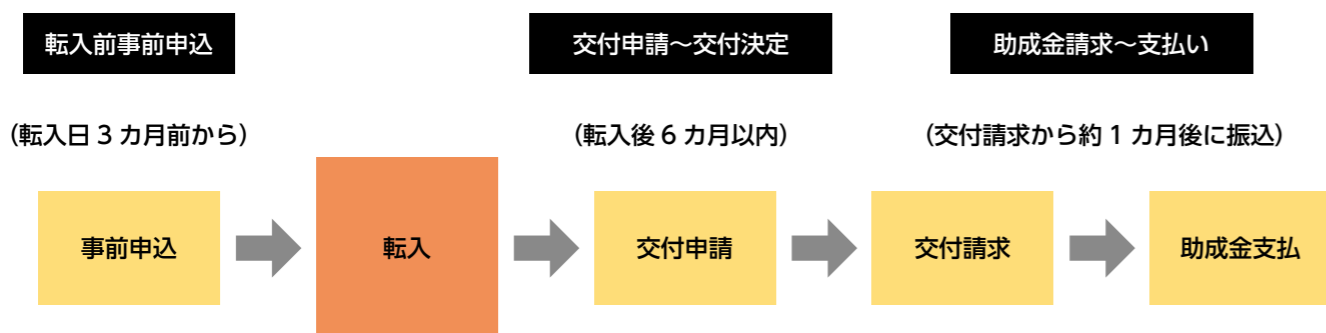 転入前事前申込
交付申請～交付決定
助成金請求～支払い
（転入日 3 カ月前から）
（転入後 6 カ月以内）
（交付請求から約 1 カ月後に振込）
事前申込
転入
交付申請
交付請求
助成金支払